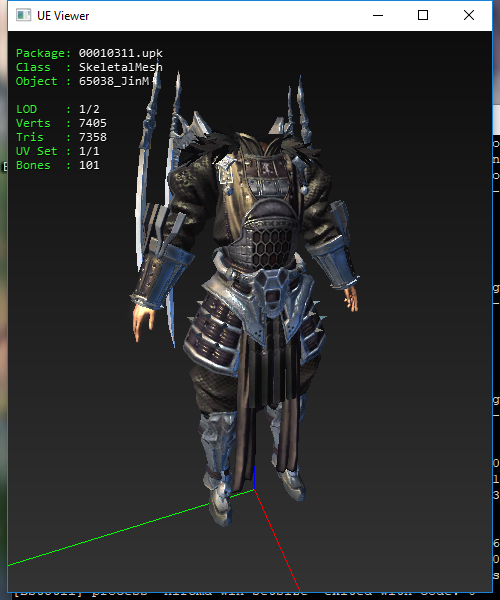 UE Viewer
Package: 00010311.upk
Class : SkeletalMesh
Object : 65038_JinM
LOD : 1/2
Verts : 7405
Tris : 7358
UV Set : 1/1
Bones : 101